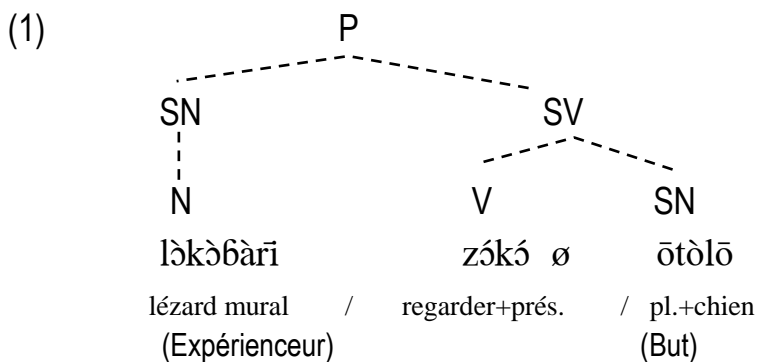 (1) P
SN SV
N V SN
lɔ̀kɔ̀ɓàrī zɔ́kɔ́ ø ōtòlō
lézard mural / regarder+prés. / pl.+chien
(Expérienceur) (But)